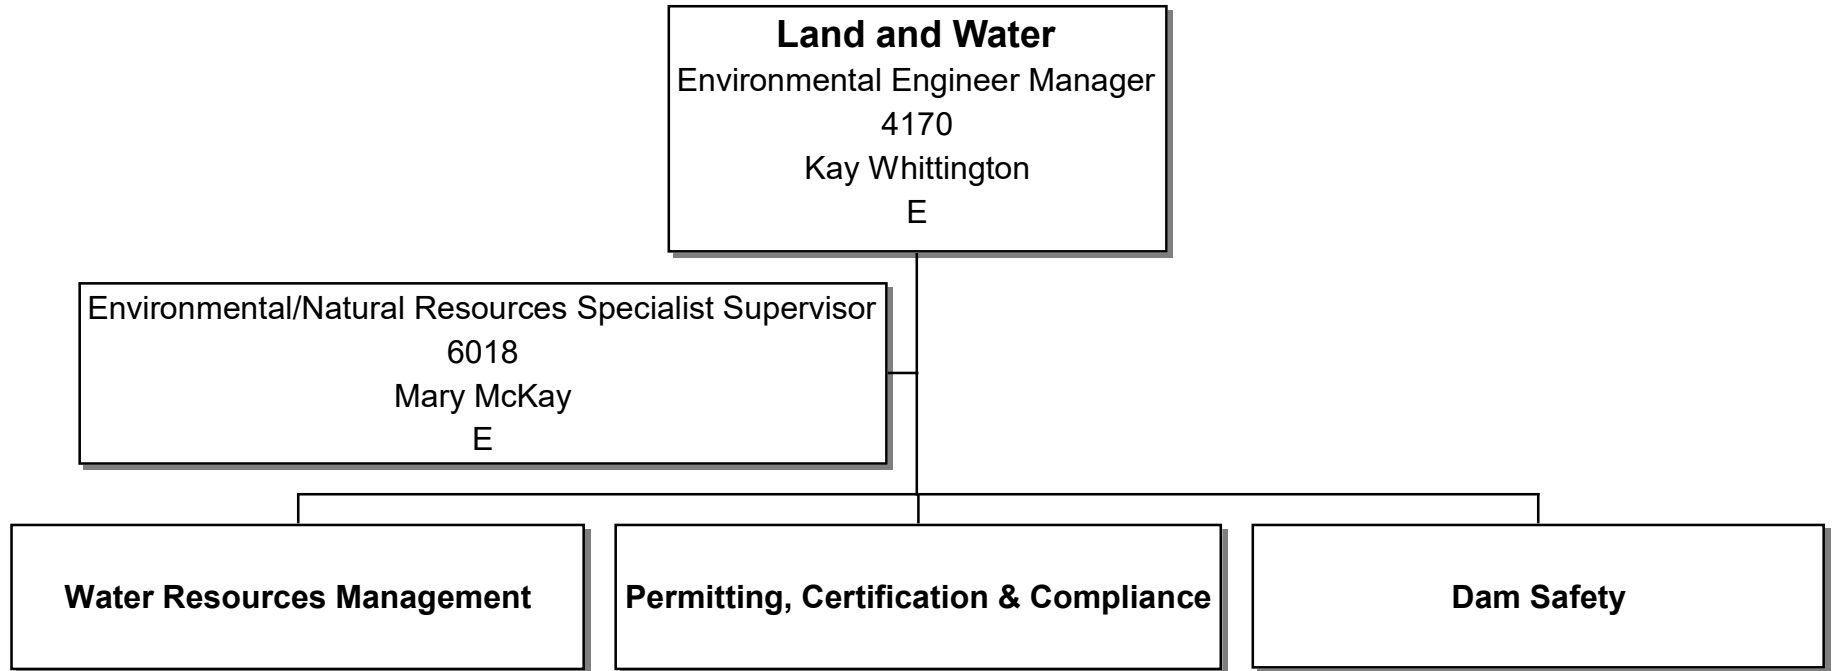 Land and Water
Environmental Engineer Manager
4170
Kay Whittington
E
Environmental/Natural Resources Specialist Supervisor
6018
Mary McKay
E
Water Resources Management
Permitting, Certification & Compliance
Dam Safety